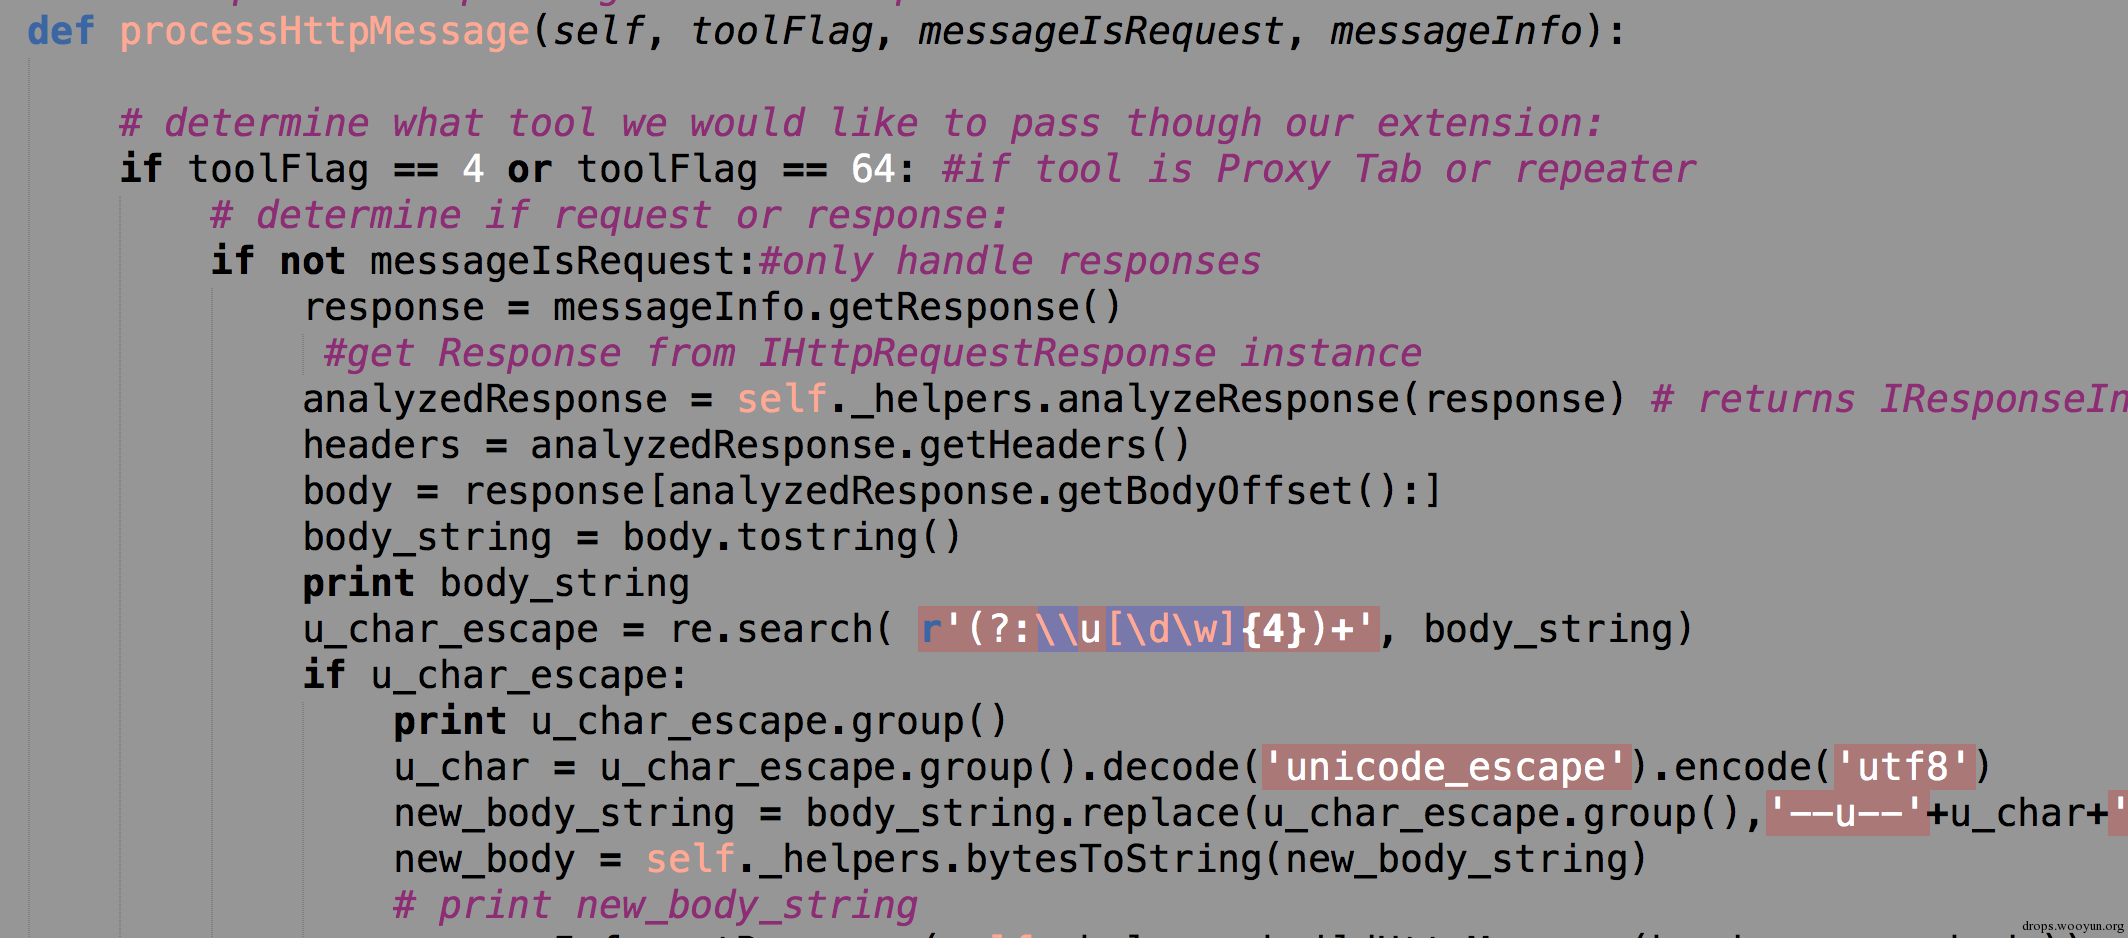 def processHttpMessage(self, toolFlag, messageIsRequest, messageInfo):
# determine what tool we would like to pass though our extension:
if toolFlag == 4 or toolFlag == 64: #if tool is Proxy Tab or repeater
# determine if request or response:
if not messageIsRequest:#only handle responses
response = messageInfo.getResponse()
#get Response from IHttpRequestResponse instance
analyzedResponse = self._helpers.analyzeResponse(response) # returns IResponseIn
headers = analyzedResponse.getHeaders()
body = response[analyzedResponse.getBodyOffset():]
body_string = body.tostring()
print body_string
u_char_escape = re.search( r'(?:\\u[\d\w]{4})+', body_string)
if u_char_escape:
print u_char_escape.group()
u_char = u_char_escape.group().decode('unicode_escape').encode('utf8')
new_body_string = body_string.replace(u_char_escape.group(),'--u--'+u_char+'
new_body = self._helpers.bytesToString(new_body_string)
# print new_body_string
drops.wooyun.org